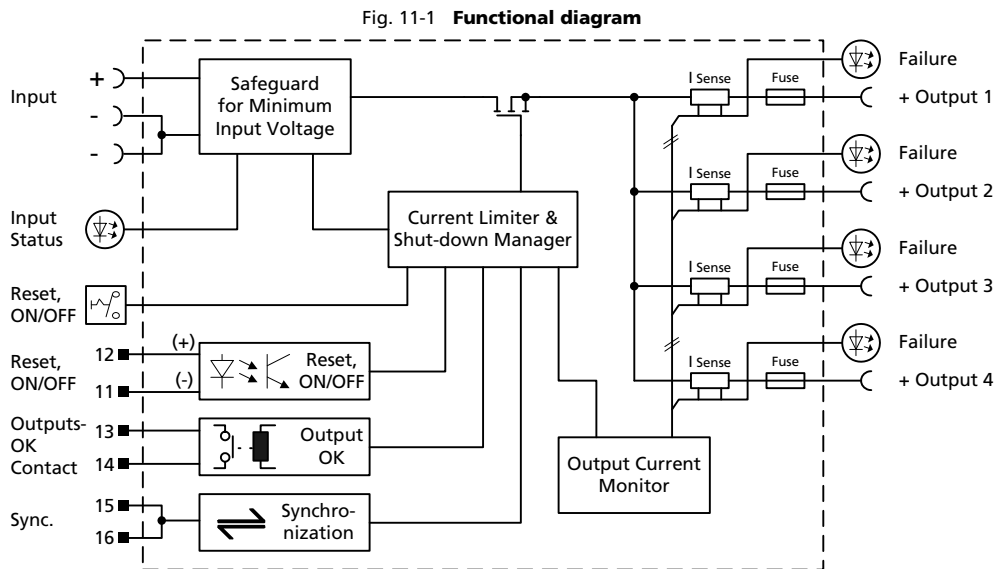 Fig. 11-1 Functional diagram
Input
+
-
-
Safeguard
for Minimum
Input Voltage
Input
Status
Current Limiter &
Shut-down Manager
Reset,
ON/OFF
Reset,
ON/OFF
12
(+)
11
(-)
Reset,
ON/OFF
Outputs-
OK
Contact
13
14
Output
OK
Sync.
15
16
Synchro-
nization
Output Current
Monitor
I Sense
Fuse
Failure
+ Output 1
I Sense
Fuse
Failure
+ Output 2
I Sense
Fuse
Failure
+ Output 3
I Sense
Fuse
Failure
+ Output 4